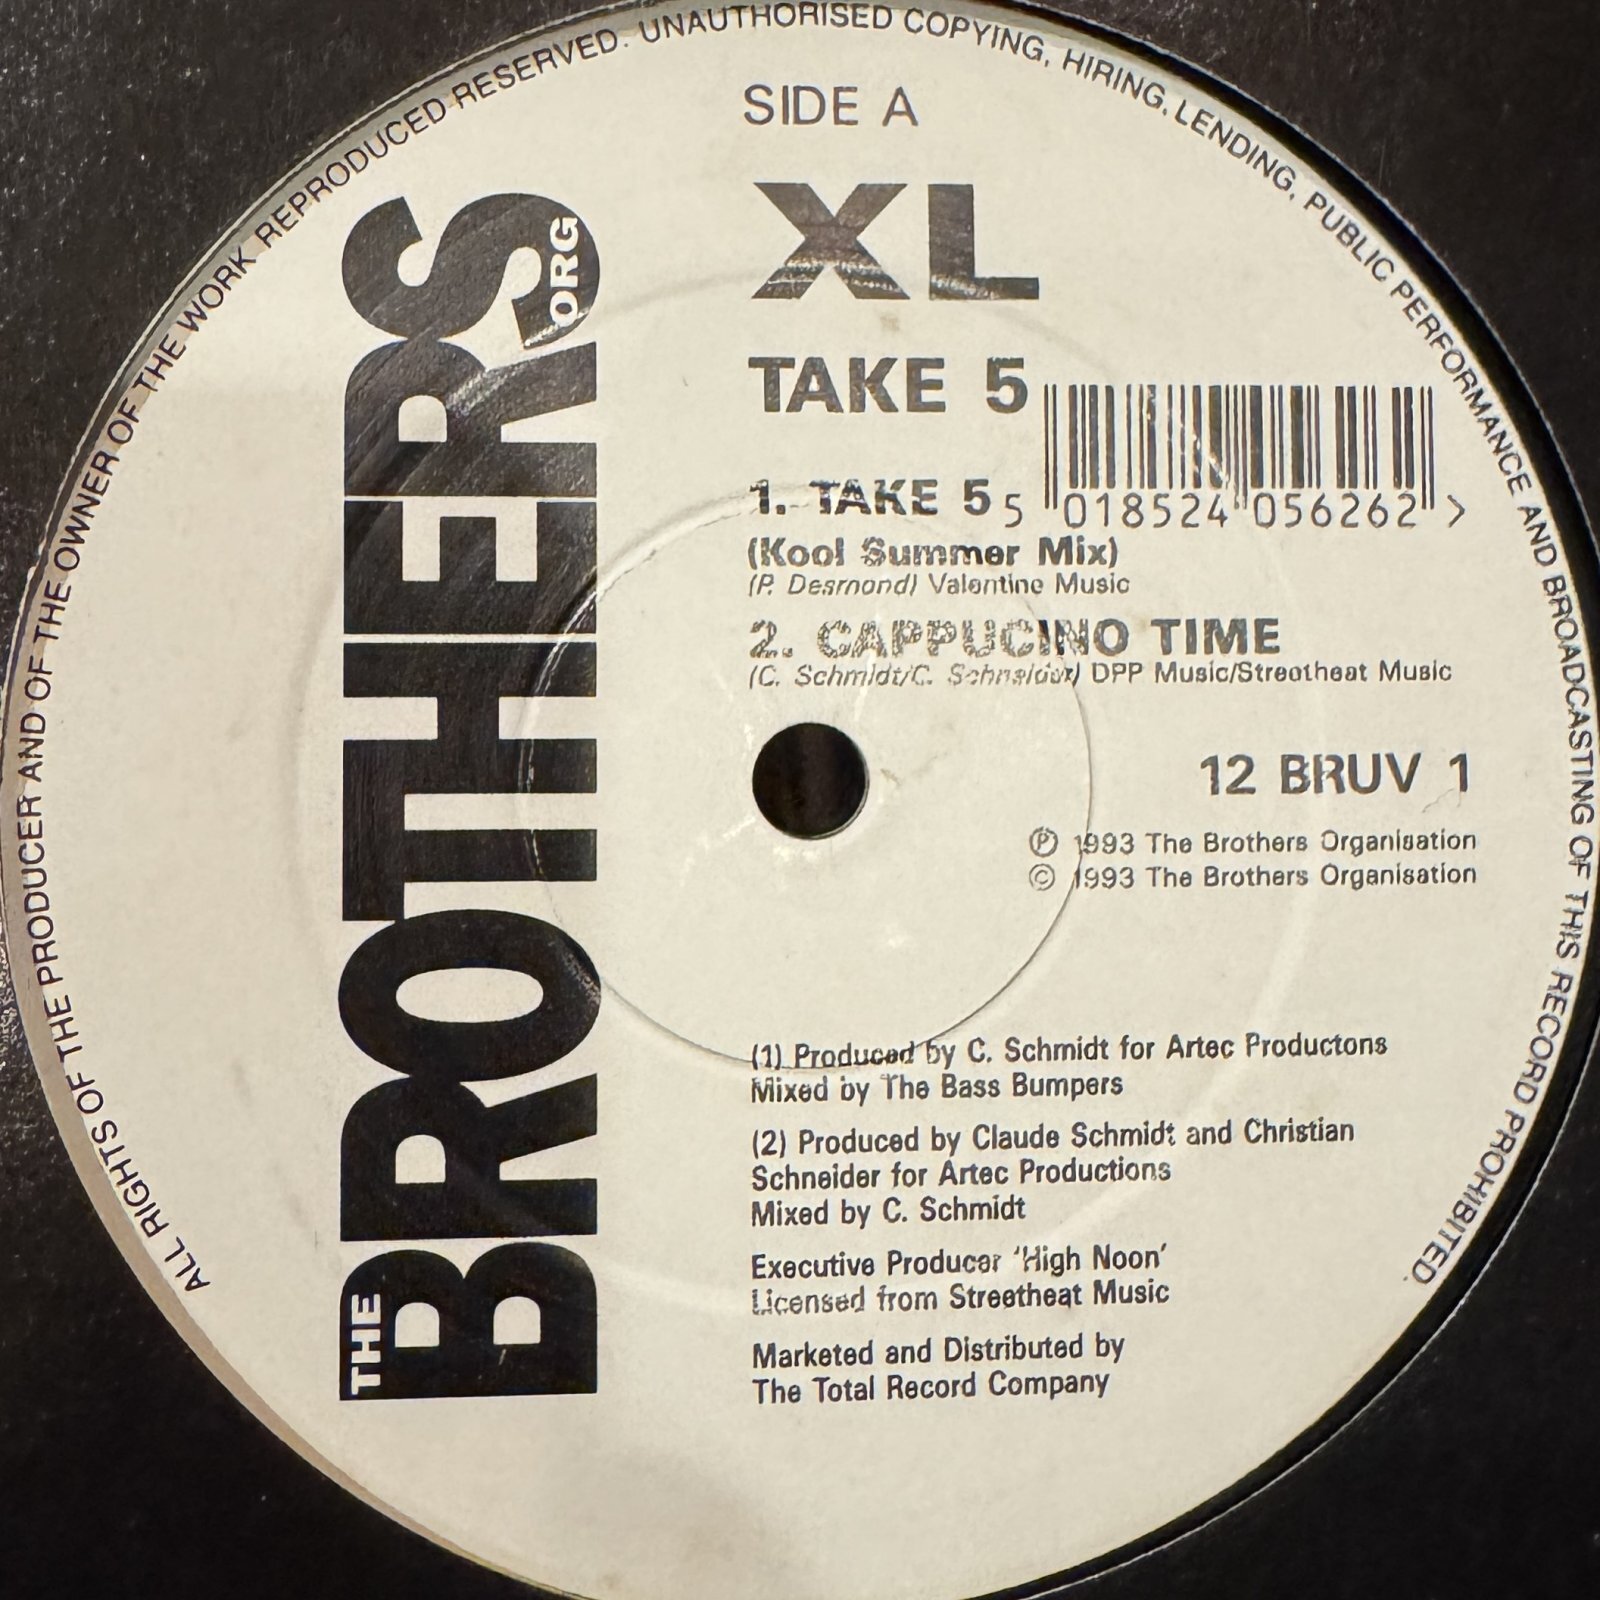 ALL RIGHTS OF THE PRODUCER AND OF THE OWNER OF THE WORK REPRODUCED RESERVED. UNAUTHORISED COPYING, HIRING, LENDING, PUBLIC PERFORMANCE AND BROADCASTING OF THIS RECORD PROHIBITED.
THE BROTHERS ORG
SIDE A
XL
TAKE 5
1. TAKE 5
5 018524 056262 >
(Kool Summer Mix)
(P. Desmond) Valentine Music
2. CAPPUCINO TIME
(C. Schmidt/C. Schneider) DPP Music/Streetheat Music
12 BRUV 1
Ⓟ 1993 The Brothers Organisation
© 1993 The Brothers Organisation
(1) Produced by C. Schmidt for Artec Productons
Mixed by The Bass Bumpers
(2) Produced by Claude Schmidt and Christian
Schneider for Artec Productions
Mixed by C. Schmidt
Executive Producer 'High Noon'
Licensed from Streetheat Music
Marketed and Distributed by
The Total Record Company